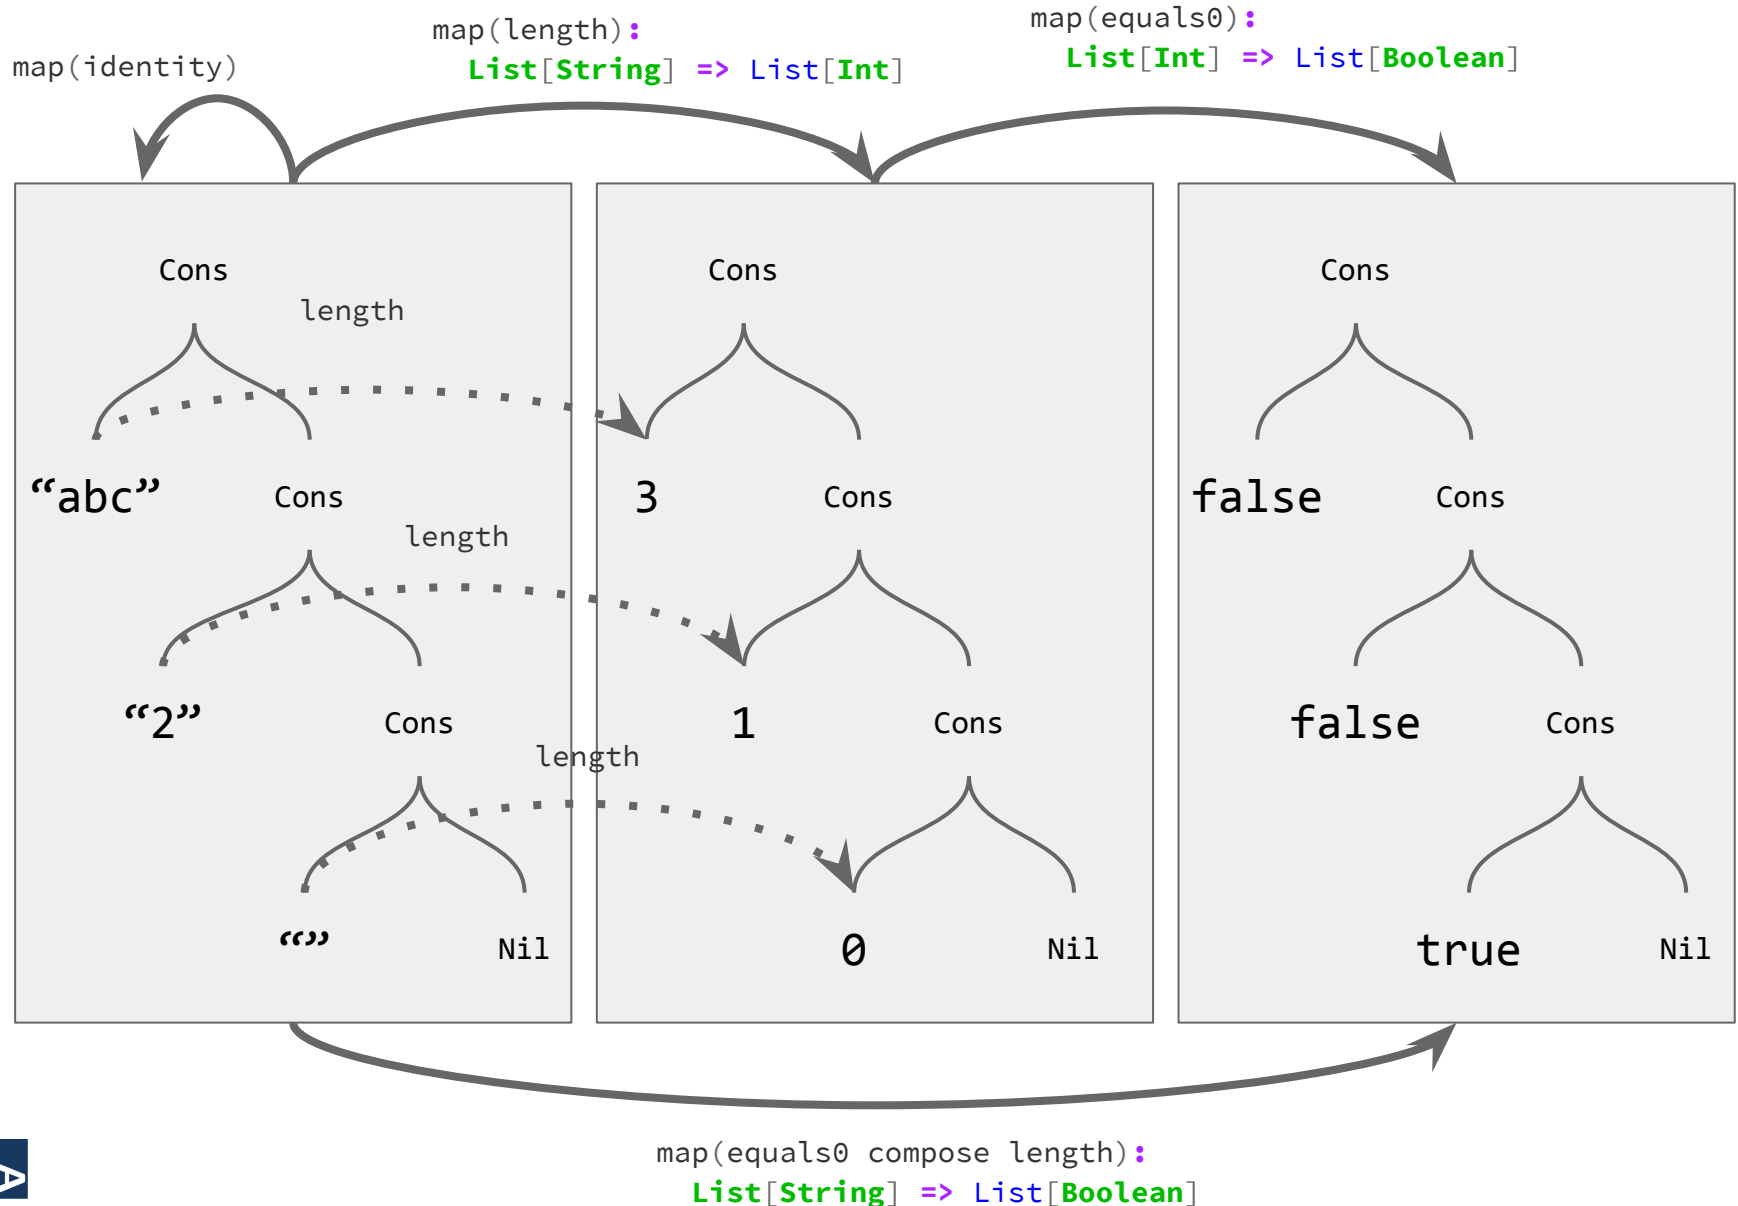 map(identity)
map(length):
List[String] => List[Int]
map(equals0):
List[Int] => List[Boolean]
Cons
length
“abc”
Cons
length
“2”
Cons
length
“”
Nil
Cons
3
Cons
1
Cons
0
Nil
Cons
false
Cons
false
Cons
true
Nil
map(equals0 compose length):
List[String] => List[Boolean]
A